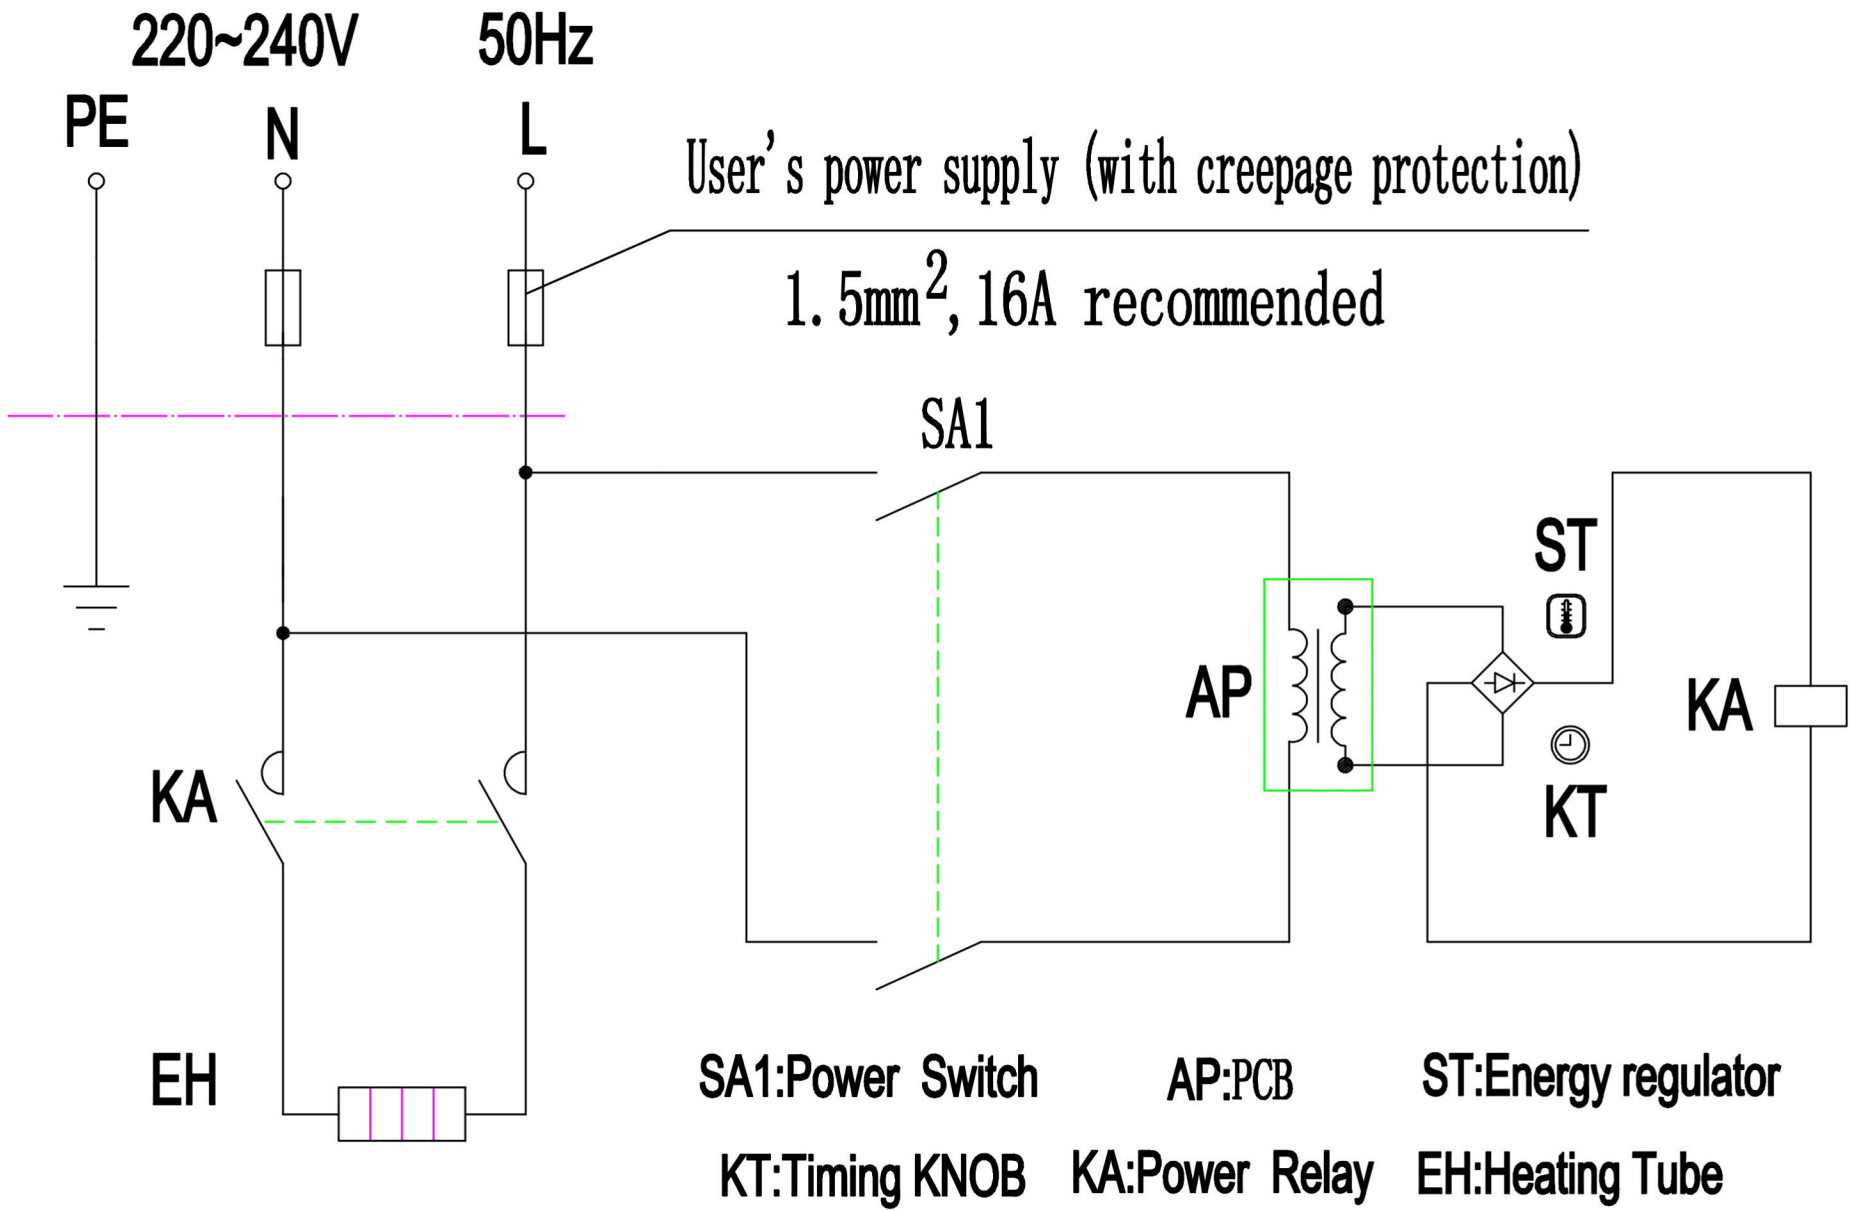 220~240V 50Hz
PE N L
User's power supply (with creepage protection)
1.5mm², 16A recommended
SA1
ST
AP
KA
KA
KT
EH
SA1:Power Switch AP:PCB ST:Energy regulator
KT:Timing KNOB KA:Power Relay EH:Heating Tube